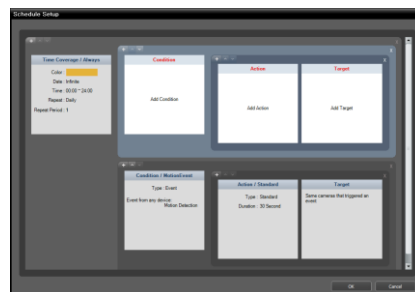 Schedule Setup
Time Coverage / Always
Color :
Date : Infinite
Time : 00:00 ~ 24:00
Repeat : Daily
Repeat Period : 1
Condition
Add Condition
Action
Add Action
Target
Add Target
Condition / MotionEvent
Type : Event
Event from any device:
Motion Detection
Action / Standard
Type : Standard
Duration : 30 Second
Target
Same cameras that triggered an
event
OK
Cancel